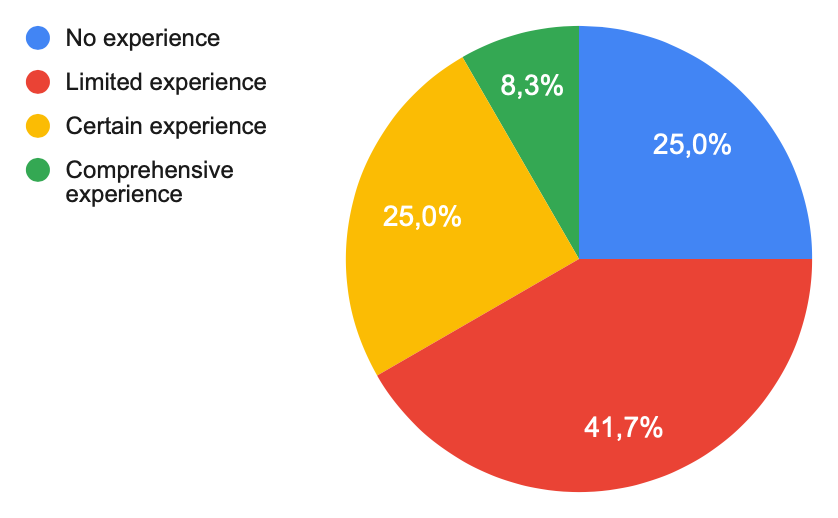 No experience
Limited experience
Certain experience
Comprehensive
experience
8,3%
25,0%
25,0%
41,7%